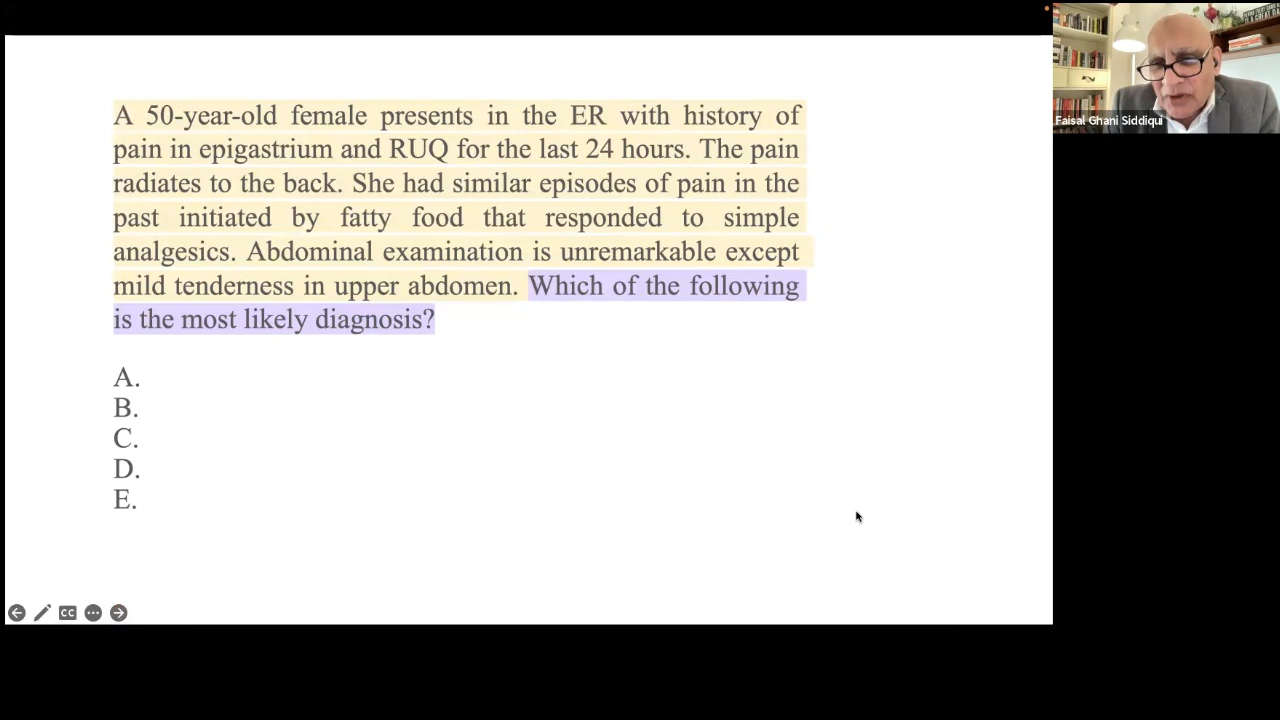 A 50-year-old female presents in the ER with history of
pain in epigastrium and RUQ for the last 24 hours. The pain
radiates to the back. She had similar episodes of pain in the
past initiated by fatty food that responded to simple
analgesics. Abdominal examination is unremarkable except
mild tenderness in upper abdomen. Which of the following
is the most likely diagnosis?
A.
B.
C.
D.
E.
CC
Faisal Ghani Siddiqui